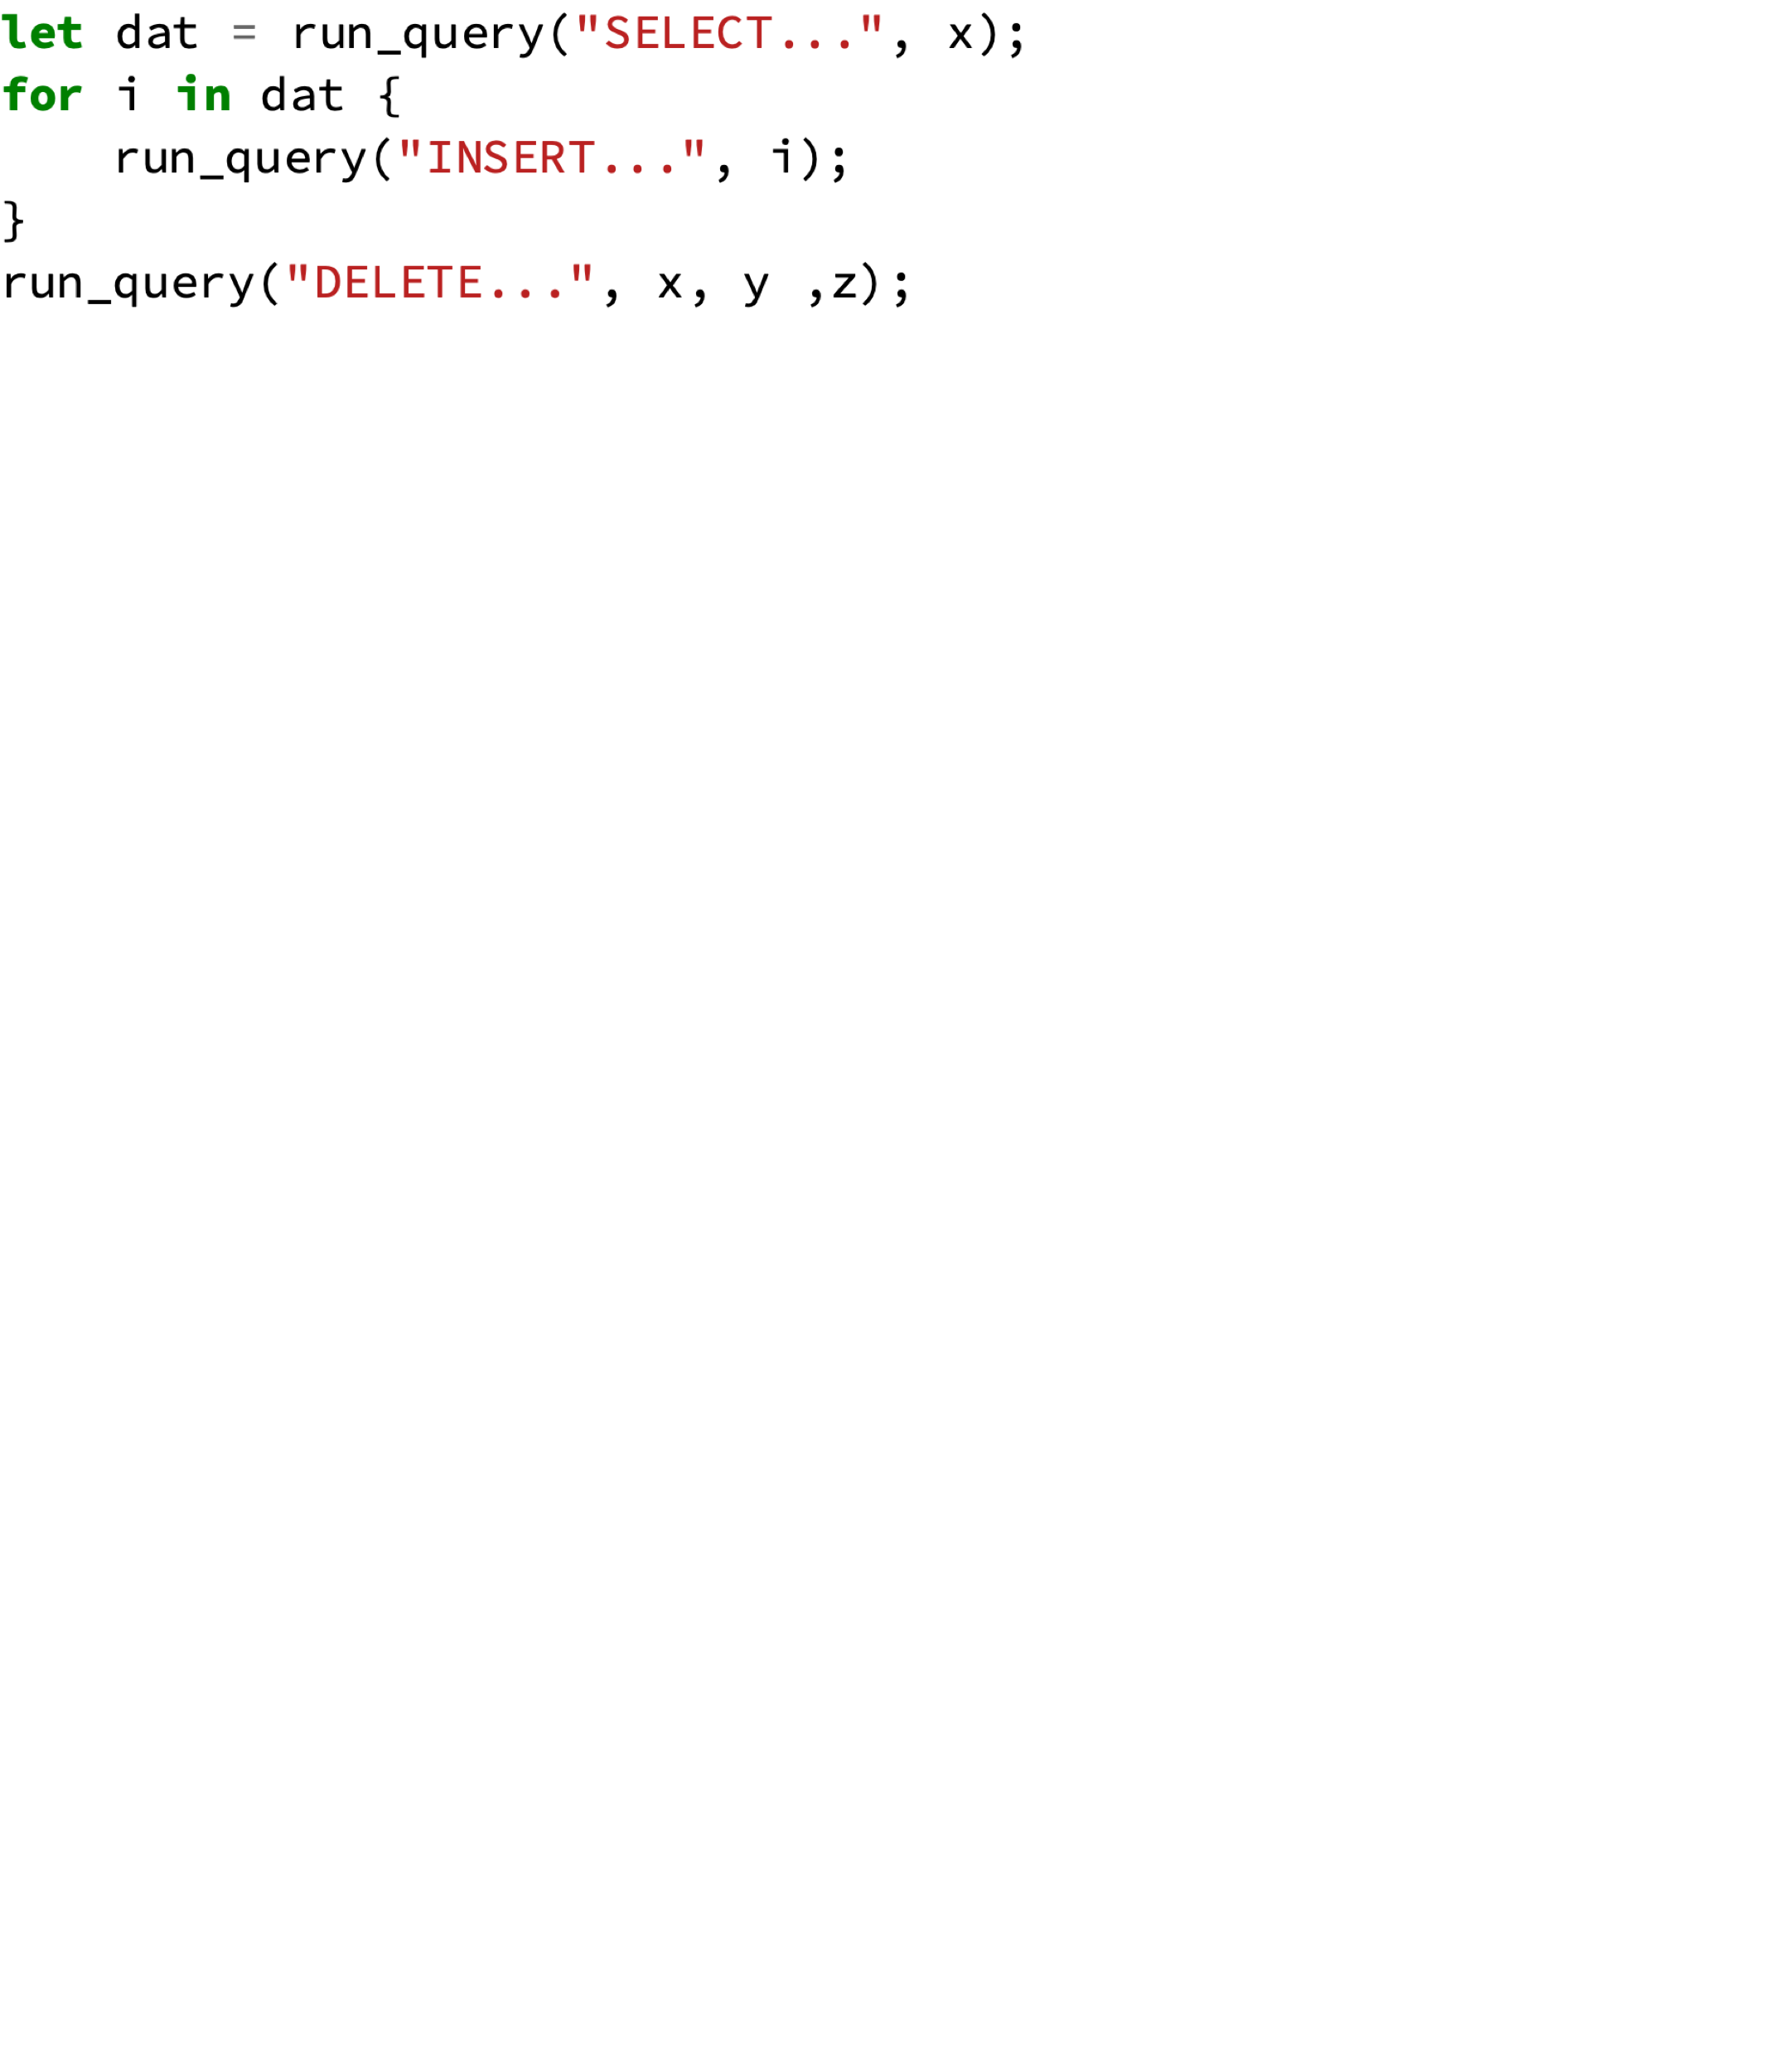 let dat = run_query("SELECT...", x);
for i in dat {
    run_query("INSERT...", i);
}
run_query("DELETE...", x, y ,z);